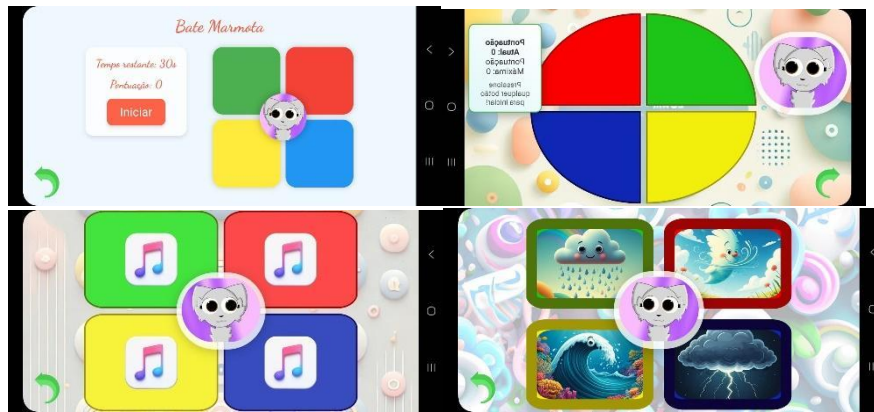 Bate Marmota
Tempo restante: 30s
Pontuação: 0
Iniciar
Pontuação
Atual: 0
Pontuação
Máxima: 0
Pressione
qualquer botão
para iniciar!